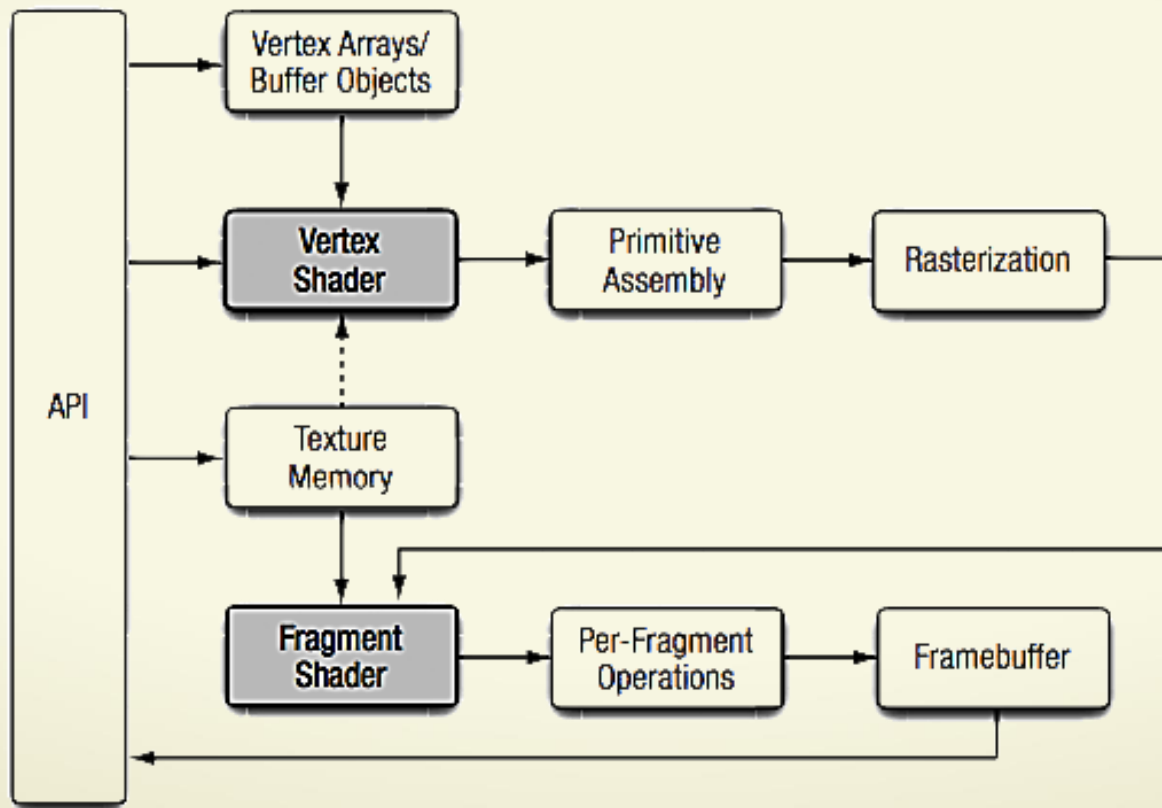 Vertex Arrays/
Buffer Objects
Vertex
Shader
Primitive
Assembly
Rasterization
API
Texture
Memory
Fragment
Shader
Per-Fragment
Operations
Framebuffer